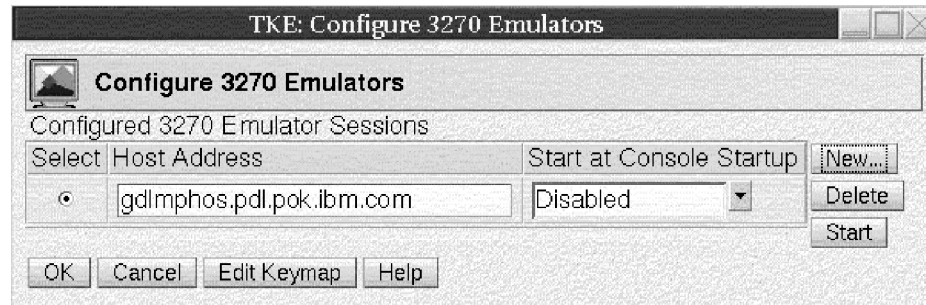 TKE: Configure 3270 Emulators
Configure 3270 Emulators
Configured 3270 Emulator Sessions
Select Host Address Start at Console Startup New...
gdlmphos.pdl.pok.ibm.com Disabled Delete
Start
OK Cancel Edit Keymap Help